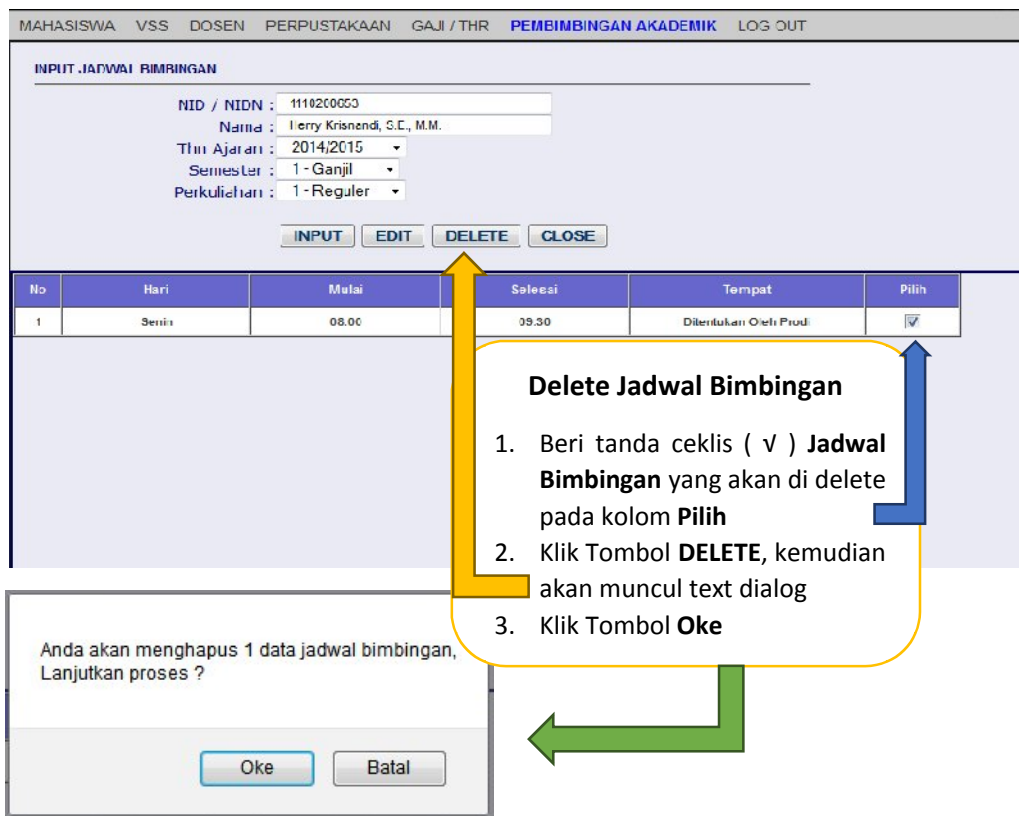 MAHASISWA VSS DOSEN PERPUSTAKAAN GAJI / THR PEMBIMBINGAN AKADEMIK LOG OUT
INPUT JADWAL BIMBINGAN
NID / NIDN :
Nama : Herry Krisnandi, S.E., M.M.
Thn Ajaran : 2014/2015
Semester : 1 - Ganjil
Perkuliahan : 1 - Reguler
INPUT EDIT DELETE CLOSE
No Hari Mulai Selesai Tempat Pilih
1 Senin 08.00 09.30 Ditentukan Oleh Prodi
Delete Jadwal Bimbingan
1. Beri tanda ceklis ( √ ) Jadwal
Bimbingan yang akan di delete
pada kolom Pilih
2. Klik Tombol DELETE, kemudian
akan muncul text dialog
3. Klik Tombol Oke
Anda akan menghapus 1 data jadwal bimbingan,
Lanjutkan proses ?
Oke Batal